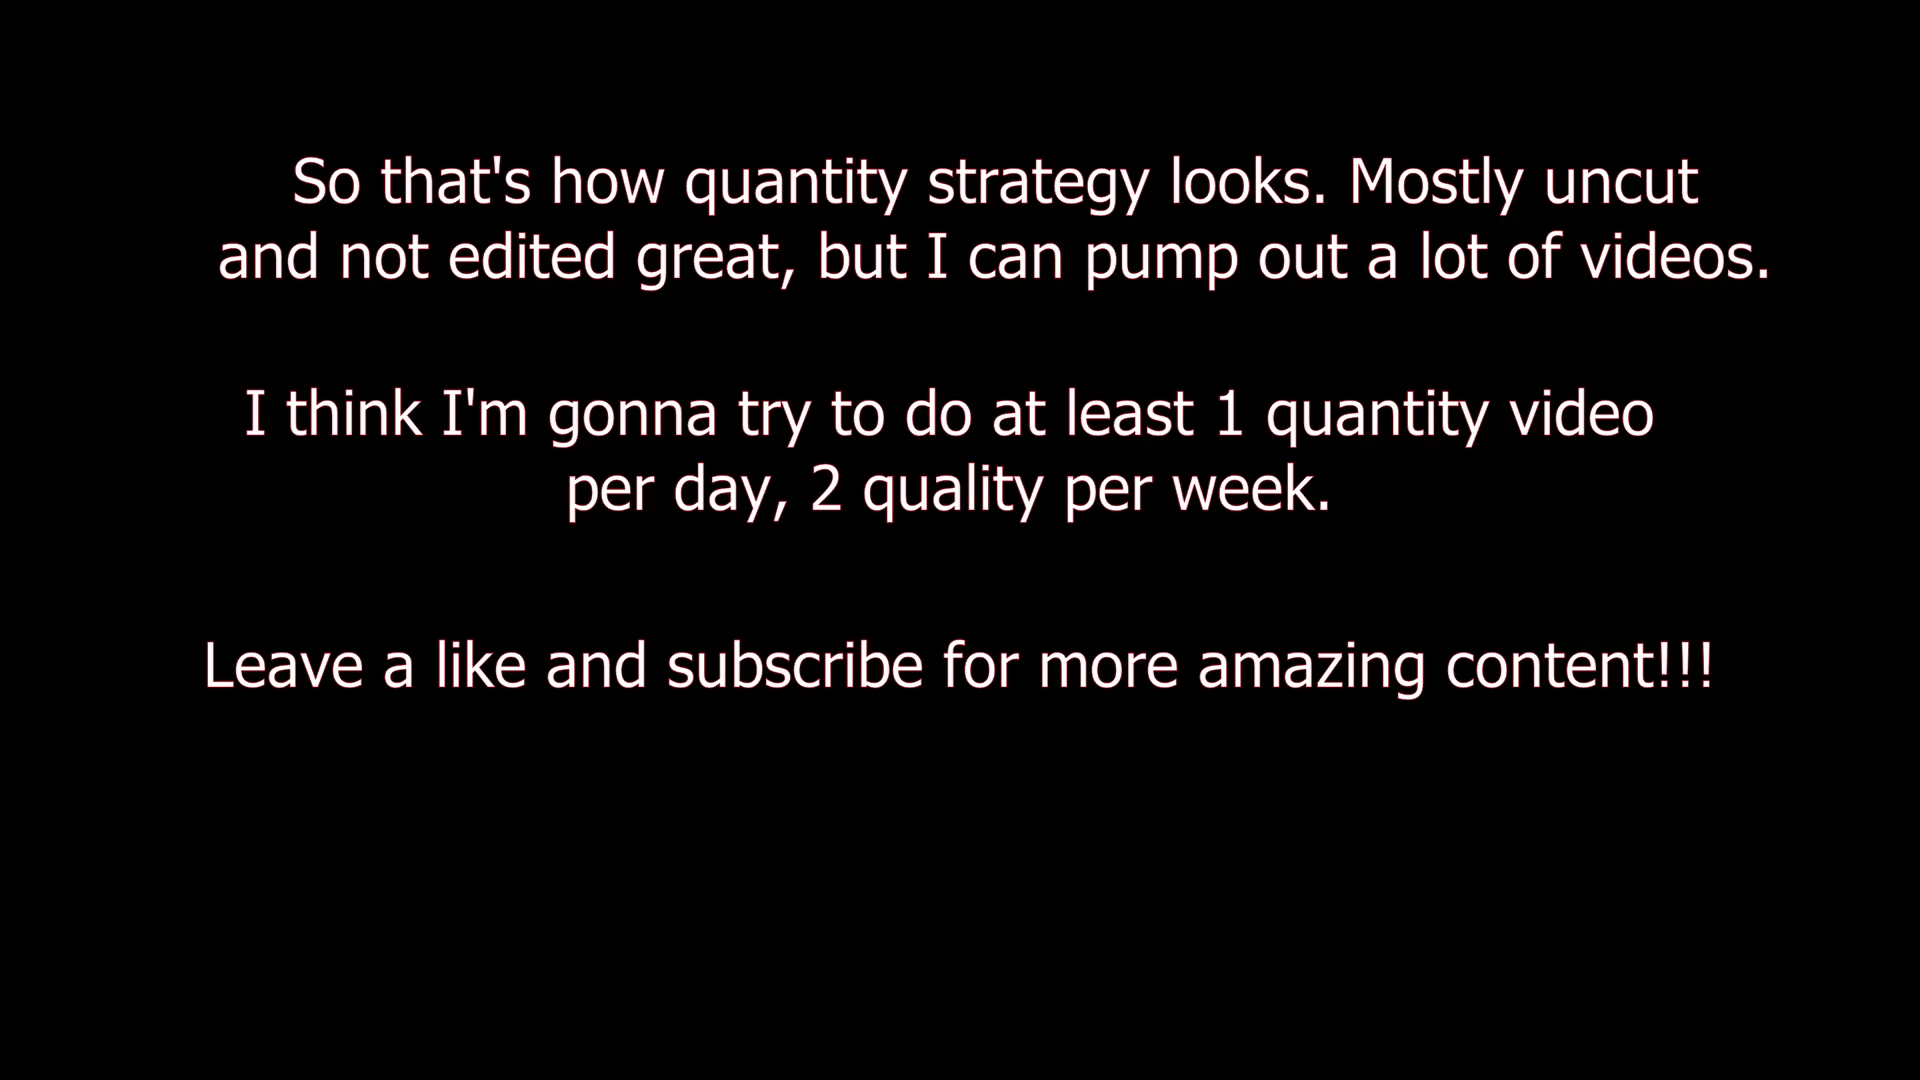 So that's how quantity strategy looks. Mostly uncut
and not edited great, but I can pump out a lot of videos.
I think I'm gonna try to do at least 1 quantity video
per day, 2 quality per week.
Leave a like and subscribe for more amazing content!!!